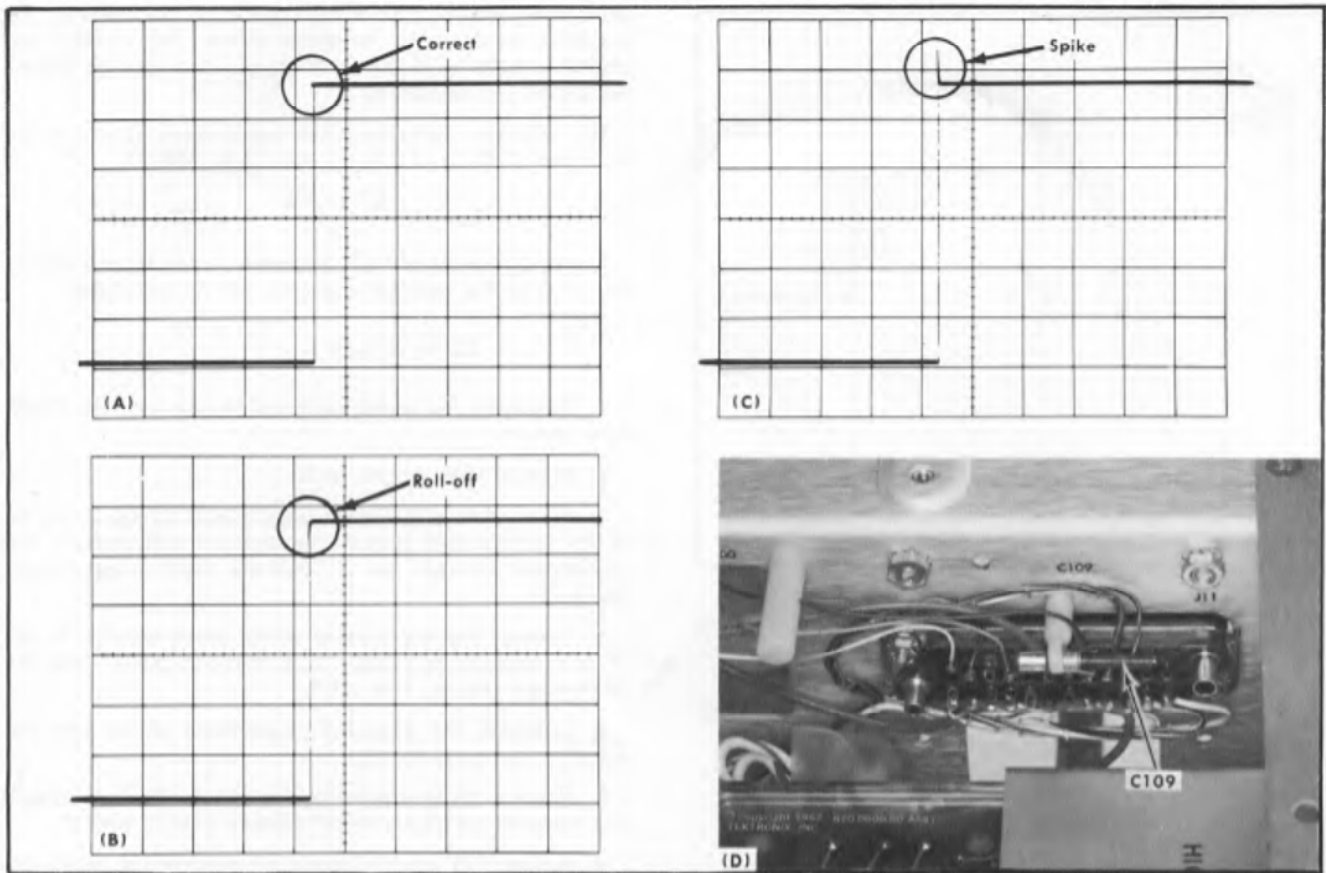 Correct
(A)
Spike
(C)
Roll-off
(B)
C109
J11
C109
TEKTRONIX INC
(D)